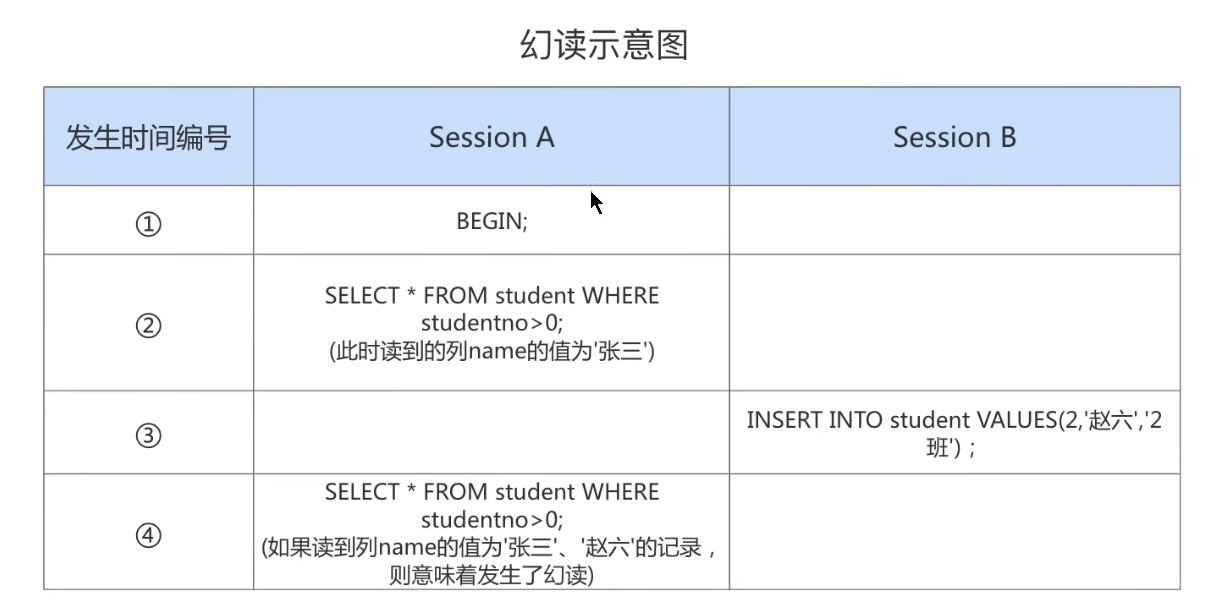 幻读示意图
发生时间编号
Session A
Session B
①
BEGIN;
②
SELECT * FROM student WHERE
studentno>0;
(此时读到的列name的值为'张三')
③
INSERT INTO student VALUES(2,'赵六','2
班')；
④
SELECT * FROM student WHERE
studentno>0;
(如果读到列name的值为'张三'、'赵六'的记录，
则意味着发生了幻读)